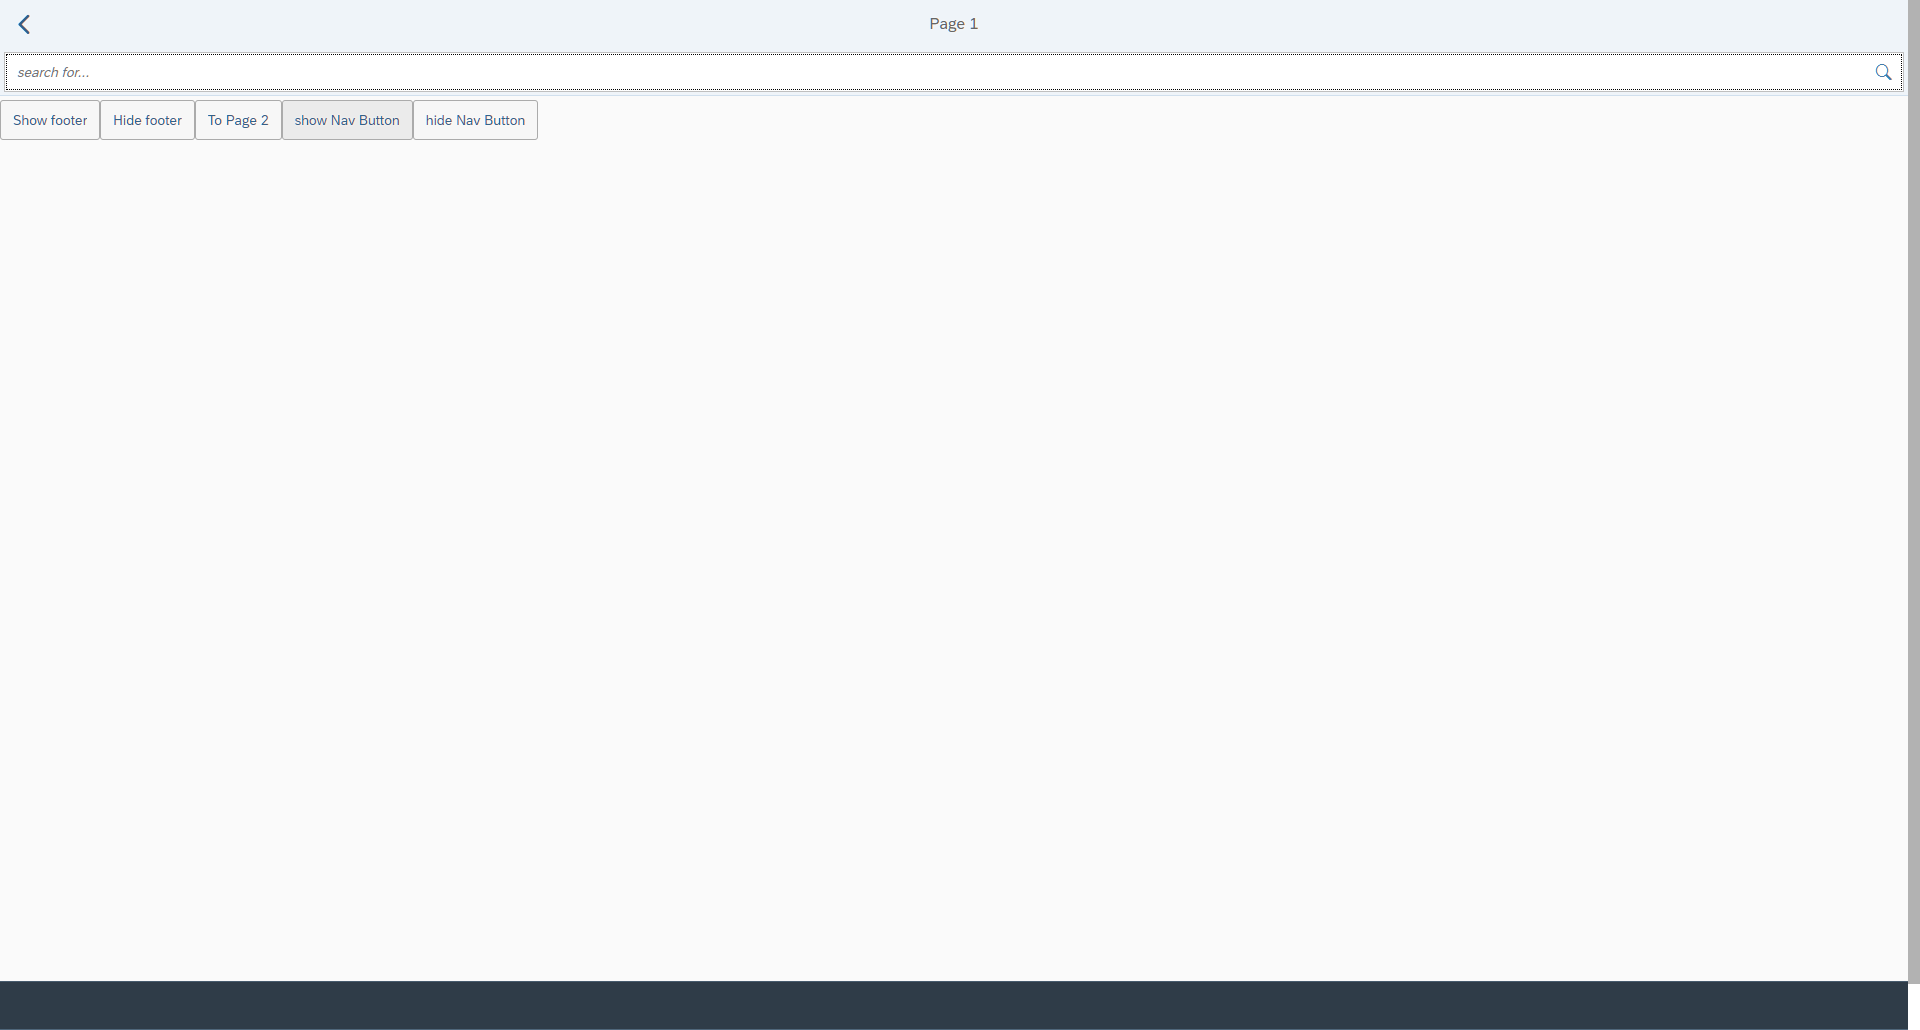 Page 1
search for...
Show footer Hide footer To Page 2 show Nav Button hide Nav Button